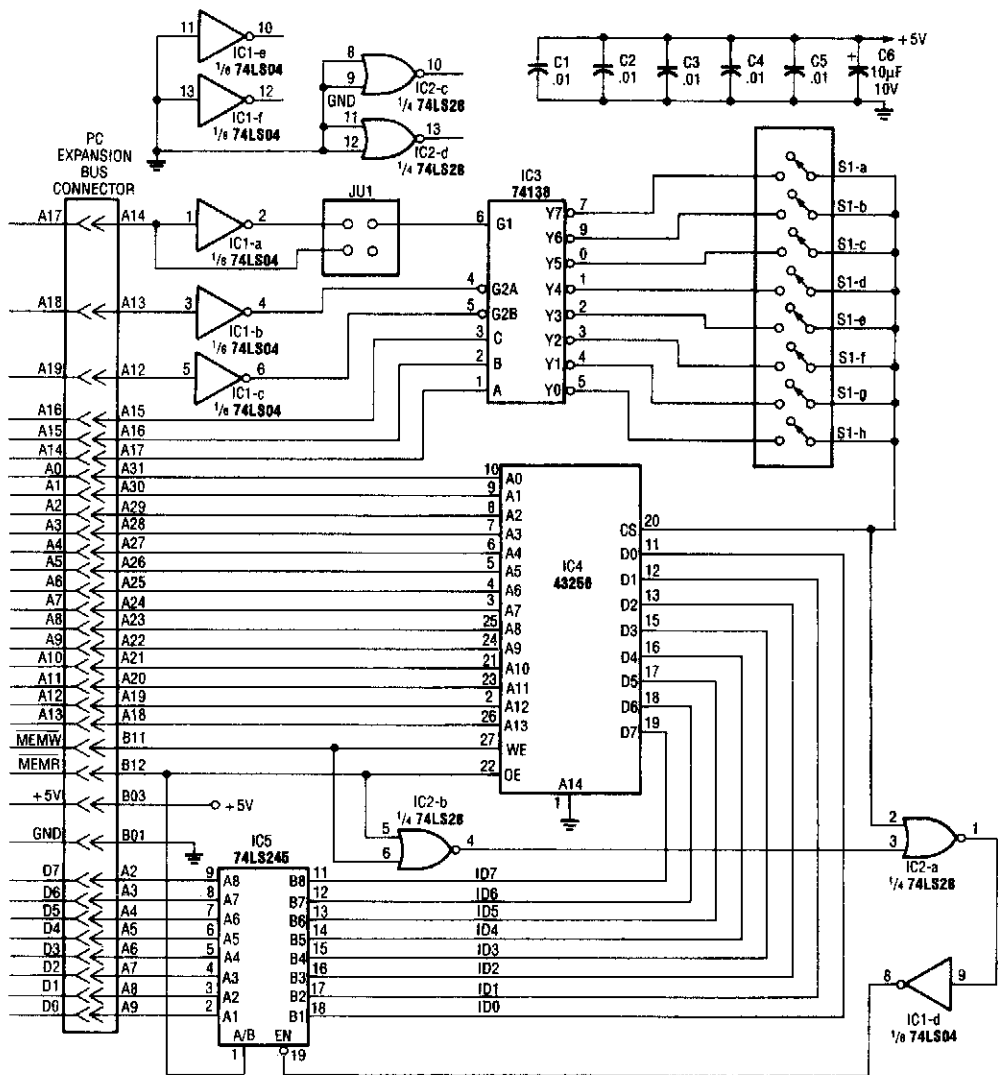 11 10
IC1-e
1/6 74LS04
13 12
IC1-f
1/6 74LS04
8
9 10
GND IC2-c
1/4 74LS28
11
12 13
IC2-d
1/4 74LS28
+5V
C1
.01
C2
.01
C3
.01
C4
.01
C5
.01
+
C6
10µF
10V
PC
EXPANSION
BUS
CONNECTOR
A17 A14 1 2
IC1-a
1/6 74LS04
JU1
A18 A13 3 4
IC1-b
1/6 74LS04
A19 A12 5 6
IC1-c
1/6 74LS04
IC3
74138
6 G1
4 G2A
5 G2B
3 C
2 B
1 A
Y7 7
Y6 9
Y5 0
Y4 1
Y3 2
Y2 3
Y1 4
Y0 5
S1-a
S1-b
S1-c
S1-d
S1-e
S1-f
S1-g
S1-h
A16 A15
A15 A16
A14 A17
A0 A31 10 A0
A1 A30 9 A1
A2 A29 8 A2
A3 A28 7 A3
A4 A27 6 A4
A5 A26 5 A5
A6 A25 4 A6
A7 A24 3 A7
A8 A23 25 A8
A9 A22 24 A9
A10 A21 21 A10
A11 A20 23 A11
A12 A19 2 A12
A13 A18 26 A13
MEMW B11 27 WE
MEMR B12 22 OE
IC4
43256
CS 20
D0 11
D1 12
D2 13
D3 15
D4 16
D5 17
D6 18
D7 19
A14
1
+5V B03 +5V
GND B01
IC2-b
1/4 74LS28
5
6 4
2
3 1
IC2-a
1/4 74LS28
IC5
74LS245
D7 A2 9 A8 B8 11 ID7
D6 A3 8 A7 B7 12 ID6
D5 A4 7 A6 B6 13 ID5
D4 A5 6 A5 B5 14 ID4
D3 A6 5 A4 B4 15 ID3
D2 A7 4 A3 B3 16 ID2
D1 A8 3 A2 B2 17 ID1
D0 A9 2 A1 B1 18 ID0
A/B EN
1 19
8 9
IC1-d
1/6 74LS04